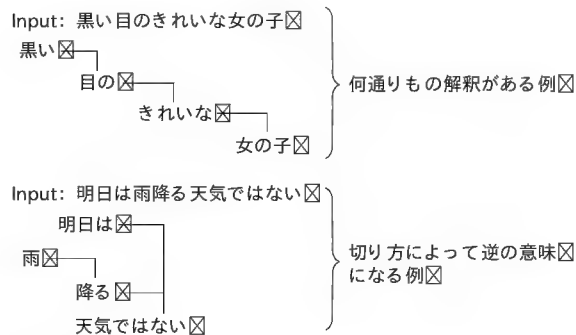 Input: 黒い目のきれいな女の子☒
黒い☒
目の☒
きれいな☒
女の子☒
何通りもの解釈がある例☒
Input: 明日は雨降る天気ではない☒
明日は☒
雨☒
降る☒
天気ではない☒
切り方によって逆の意味☒
になる例☒